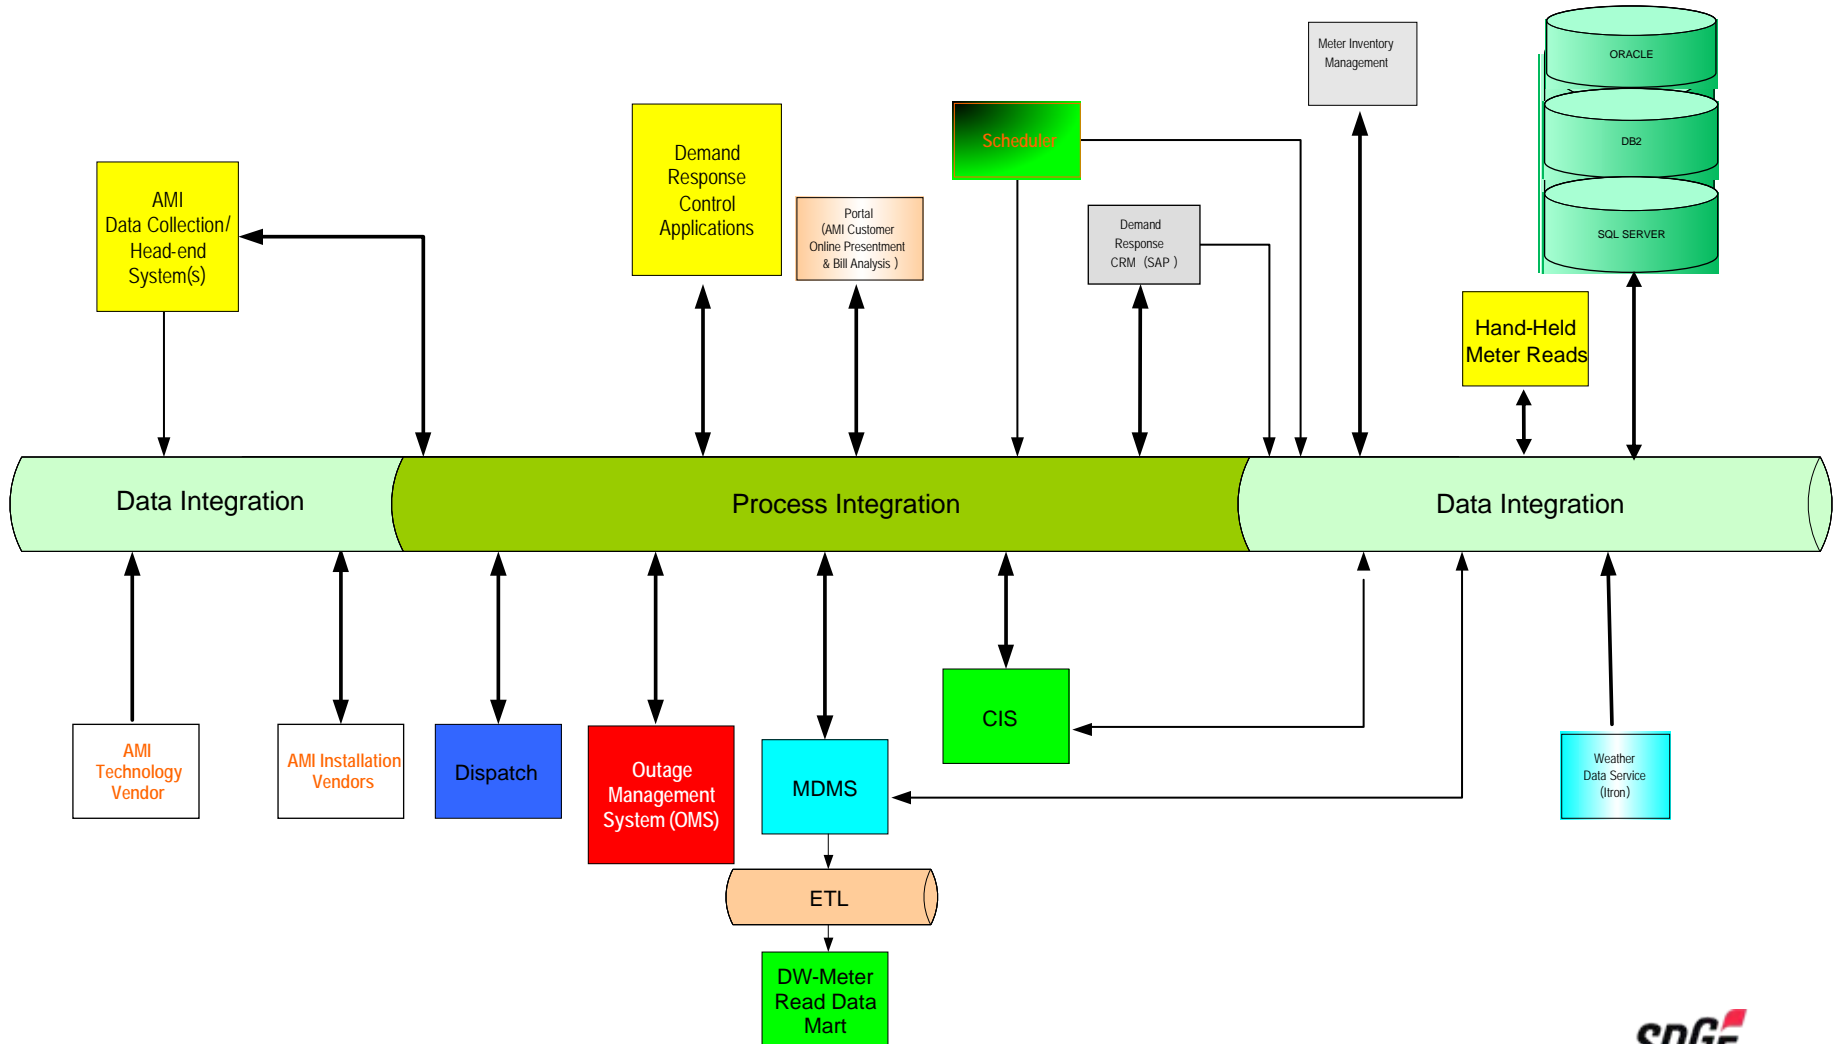 Meter Inventory
Management
ORACLE
DB2
SQL SERVER
Scheduler
Demand
Response
Control
Applications
AMI
Data Collection/
Head-end
System(s)
Portal
(AMI Customer
Online Presentment
& Bill Analysis )
Demand
Response
CRM (SAP )
Hand-Held
Meter Reads
Data Integration
Process Integration
Data Integration
AMI
Technology
Vendor
AMI Installation
Vendors
Dispatch
Outage
Management
System (OMS)
MDMS
CIS
Weather
Data Service
(Itron)
ETL
DW-Meter
Read Data
Mart
SDGE